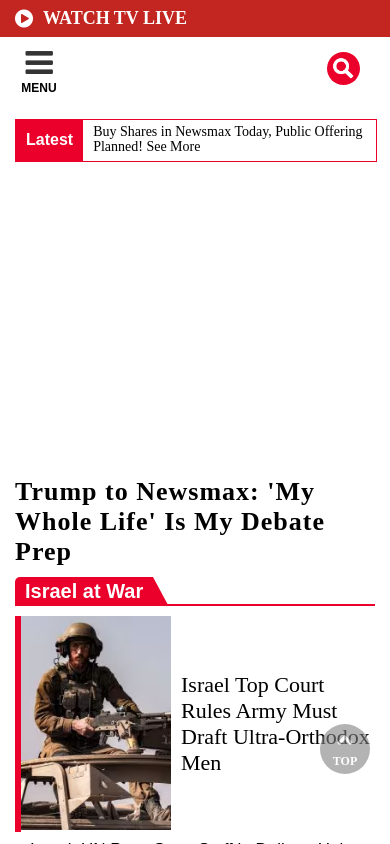 WATCH TV LIVE
MENU
Latest
Buy Shares in Newsmax Today, Public Offering
Planned! See More
Trump to Newsmax: 'My
Whole Life' Is My Debate
Prep
Israel at War
Israel Top Court
Rules Army Must
Draft Ultra-Orthodox
Men
TOP